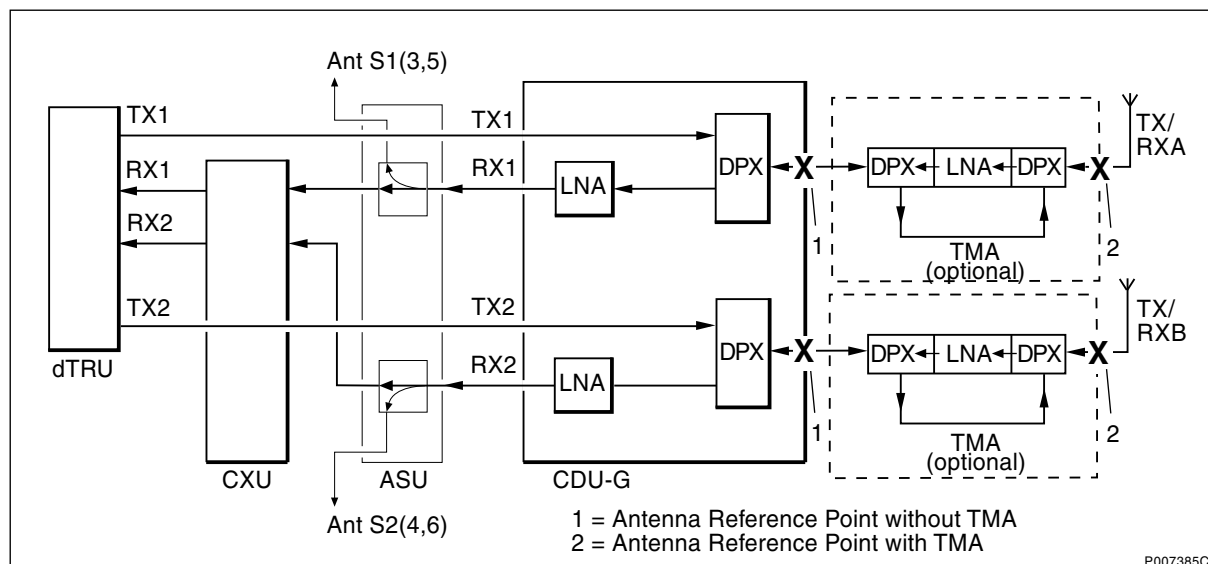 Ant S1(3,5)
TX1
TX1
TX/
RXA
RX1
RX1
LNA
DPX
X
DPX
LNA
DPX
X
RX2
1
TMA
(optional)
2
TX2
TX2
TX/
RXB
dTRU
RX2
LNA
DPX
X
DPX
LNA
DPX
X
1
TMA
(optional)
2
CXU
ASU
CDU-G
Ant S2(4,6)
1 = Antenna Reference Point without TMA
2 = Antenna Reference Point with TMA
P007385C